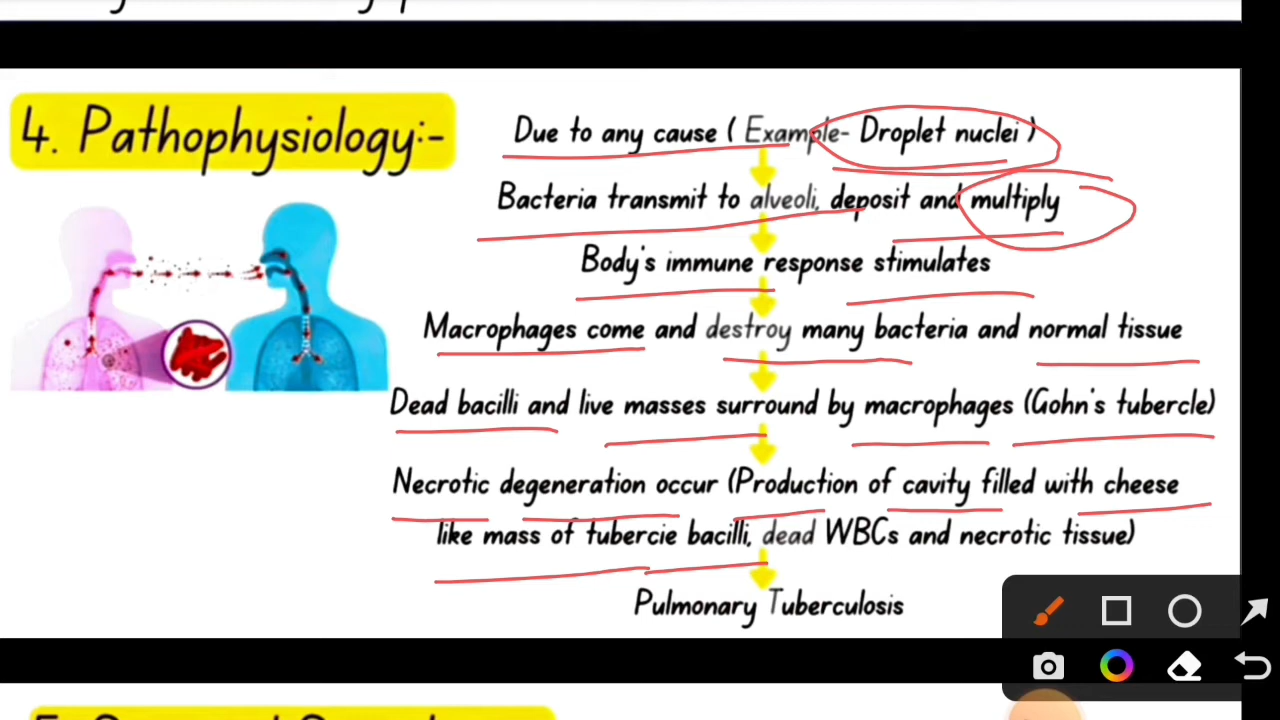 4. Pathophysiology:-
Due to any cause ( Example- Droplet nuclei )
Bacteria transmit to alveoli, deposit and multiply
Body's immune response stimulates
Macrophages come and destroy many bacteria and normal tissue
Dead bacilli and live masses surround by macrophages (Gohn's tubercle)
Necrotic degeneration occur (Production of cavity filled with cheese
like mass of tubercie bacilli, dead WBCs and necrotic tissue)
Pulmonary Tuberculosis